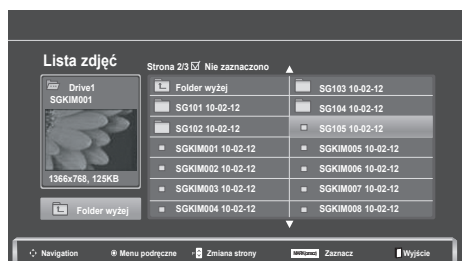 Lista zdjęć
Strona 2/3 Nie zaznaczono
Drive1
SGKIM001
1366x768, 125KB
Folder wyżej
Folder wyżej
SG101 10-02-12
SG102 10-02-12
SGKIM001 10-02-12
SGKIM002 10-02-12
SGKIM003 10-02-12
SGKIM004 10-02-12
SG103 10-02-12
SG104 10-02-12
SG105 10-02-12
SGKIM005 10-02-12
SGKIM006 10-02-12
SGKIM007 10-02-12
SGKIM008 10-02-12
Navigation Menu podręczne Zmiana strony Zaznacz Wyjście